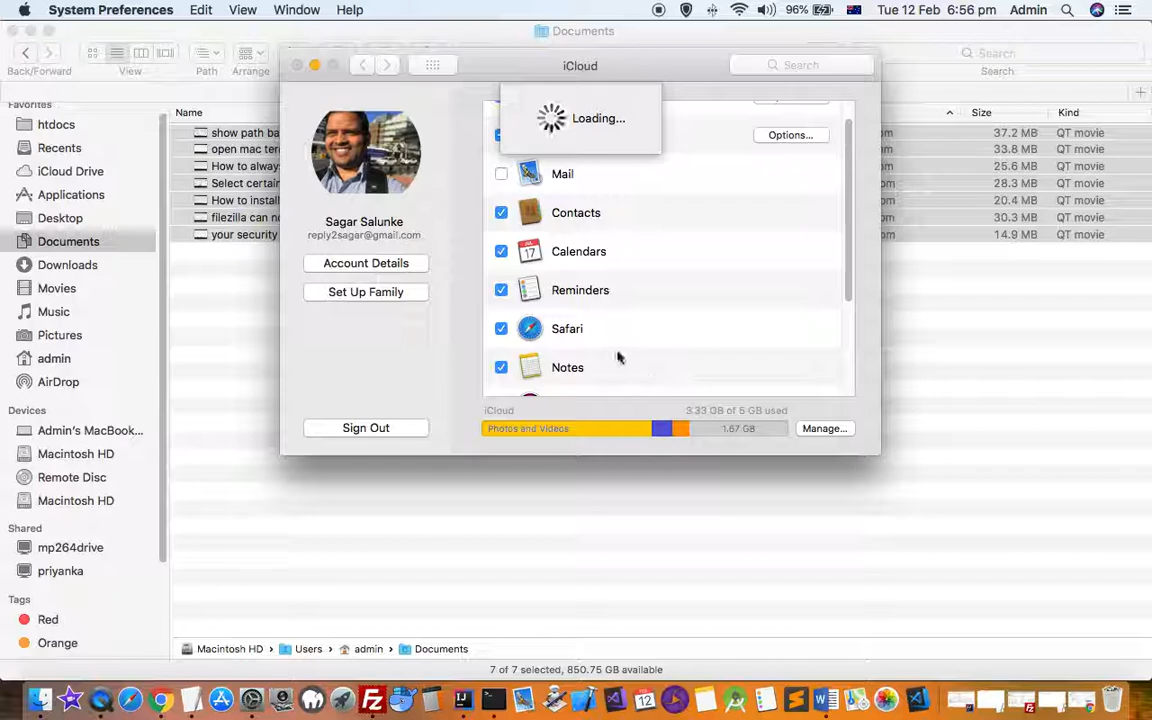 System Preferences Edit View Window Help 96% Tue 12 Feb 6:56 pm Admin
Documents
Back/Forward View Path Arrange Search
Search
iCloud
Search
Favorites
htdocs
Recents
iCloud Drive
Applications
Desktop
Documents
Downloads
Movies
Music
Pictures
admin
AirDrop
Devices
Admin's MacBook...
Macintosh HD
Remote Disc
Macintosh HD
Shared
mp264drive
priyanka
Tags
Red
Orange
Name Size Kind
show path ba 37.2 MB QT movie
open mac ter 33.8 MB QT movie
How to alway 25.6 MB QT movie
Select certain 28.3 MB QT movie
How to install 20.4 MB QT movie
filezilla can no 30.3 MB QT movie
your security 14.9 MB QT movie
Sagar Salunke
reply2sagar@gmail.com
Account Details
Set Up Family
Sign Out
Loading...
Options...
Mail
Contacts
Calendars
Reminders
Safari
Notes
iCloud 3.33 GB of 5 GB used
Photos and Videos 1.67 GB Manage...
Macintosh HD › Users › admin › Documents
7 of 7 selected, 850.75 GB available